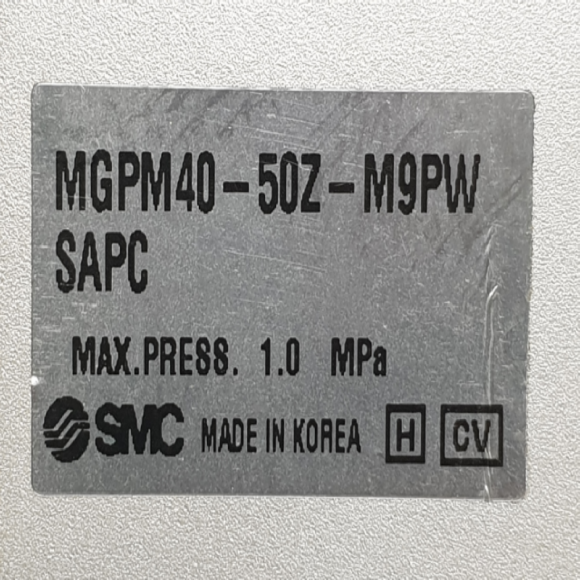 MGPM40-50Z-M9PW
SAPC
MAX.PRESS. 1.0 MPa
SMC MADE IN KOREA H CV